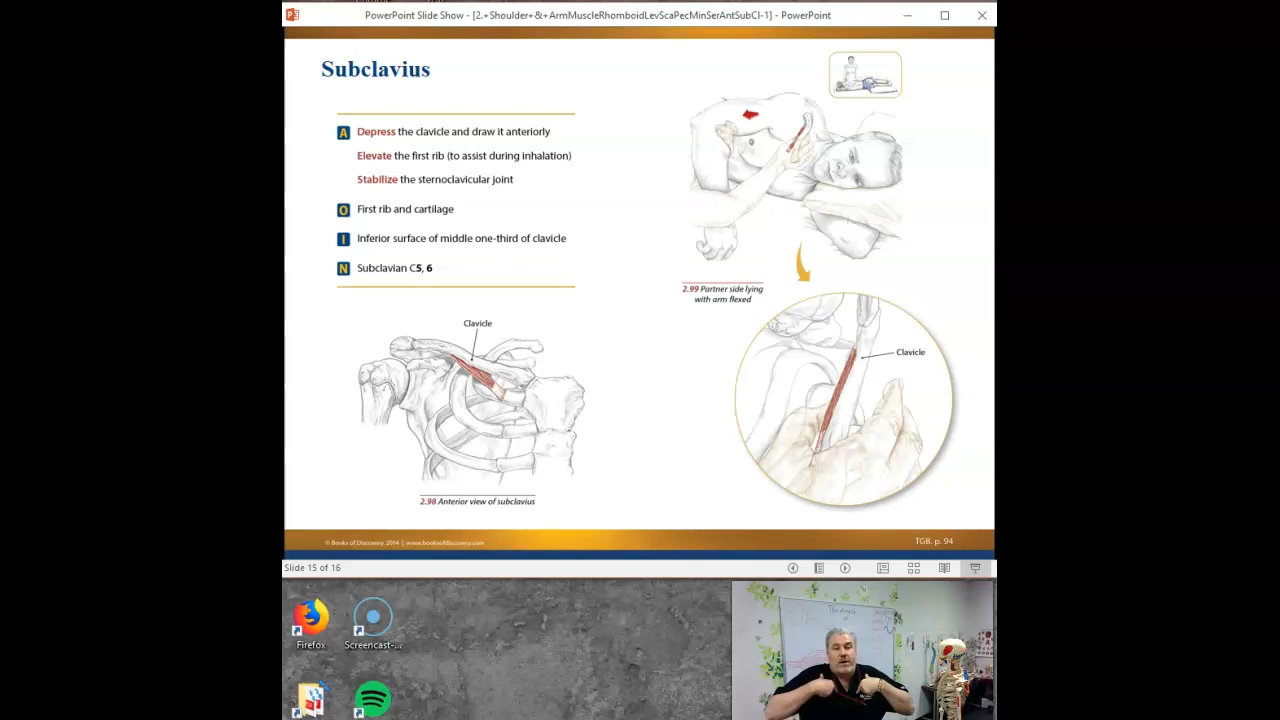 PowerPoint Slide Show - [2.+Shoulder+&+ArmMuscleRhomboidLevScaPecMinSerAntSubCl-1] - PowerPoint
Subclavius
A Depress the clavicle and draw it anteriorly
Elevate the first rib (to assist during inhalation)
Stabilize the sternoclavicular joint
O First rib and cartilage
I Inferior surface of middle one-third of clavicle
N Subclavian C5, 6
2.99 Partner side lying
with arm flexed
Clavicle
Clavicle
2.98 Anterior view of subclavius
© Books of Discovery, 2014 | www.booksofdiscovery.com
TGB. p. 94
Slide 15 of 16
Firefox
Screencast-...